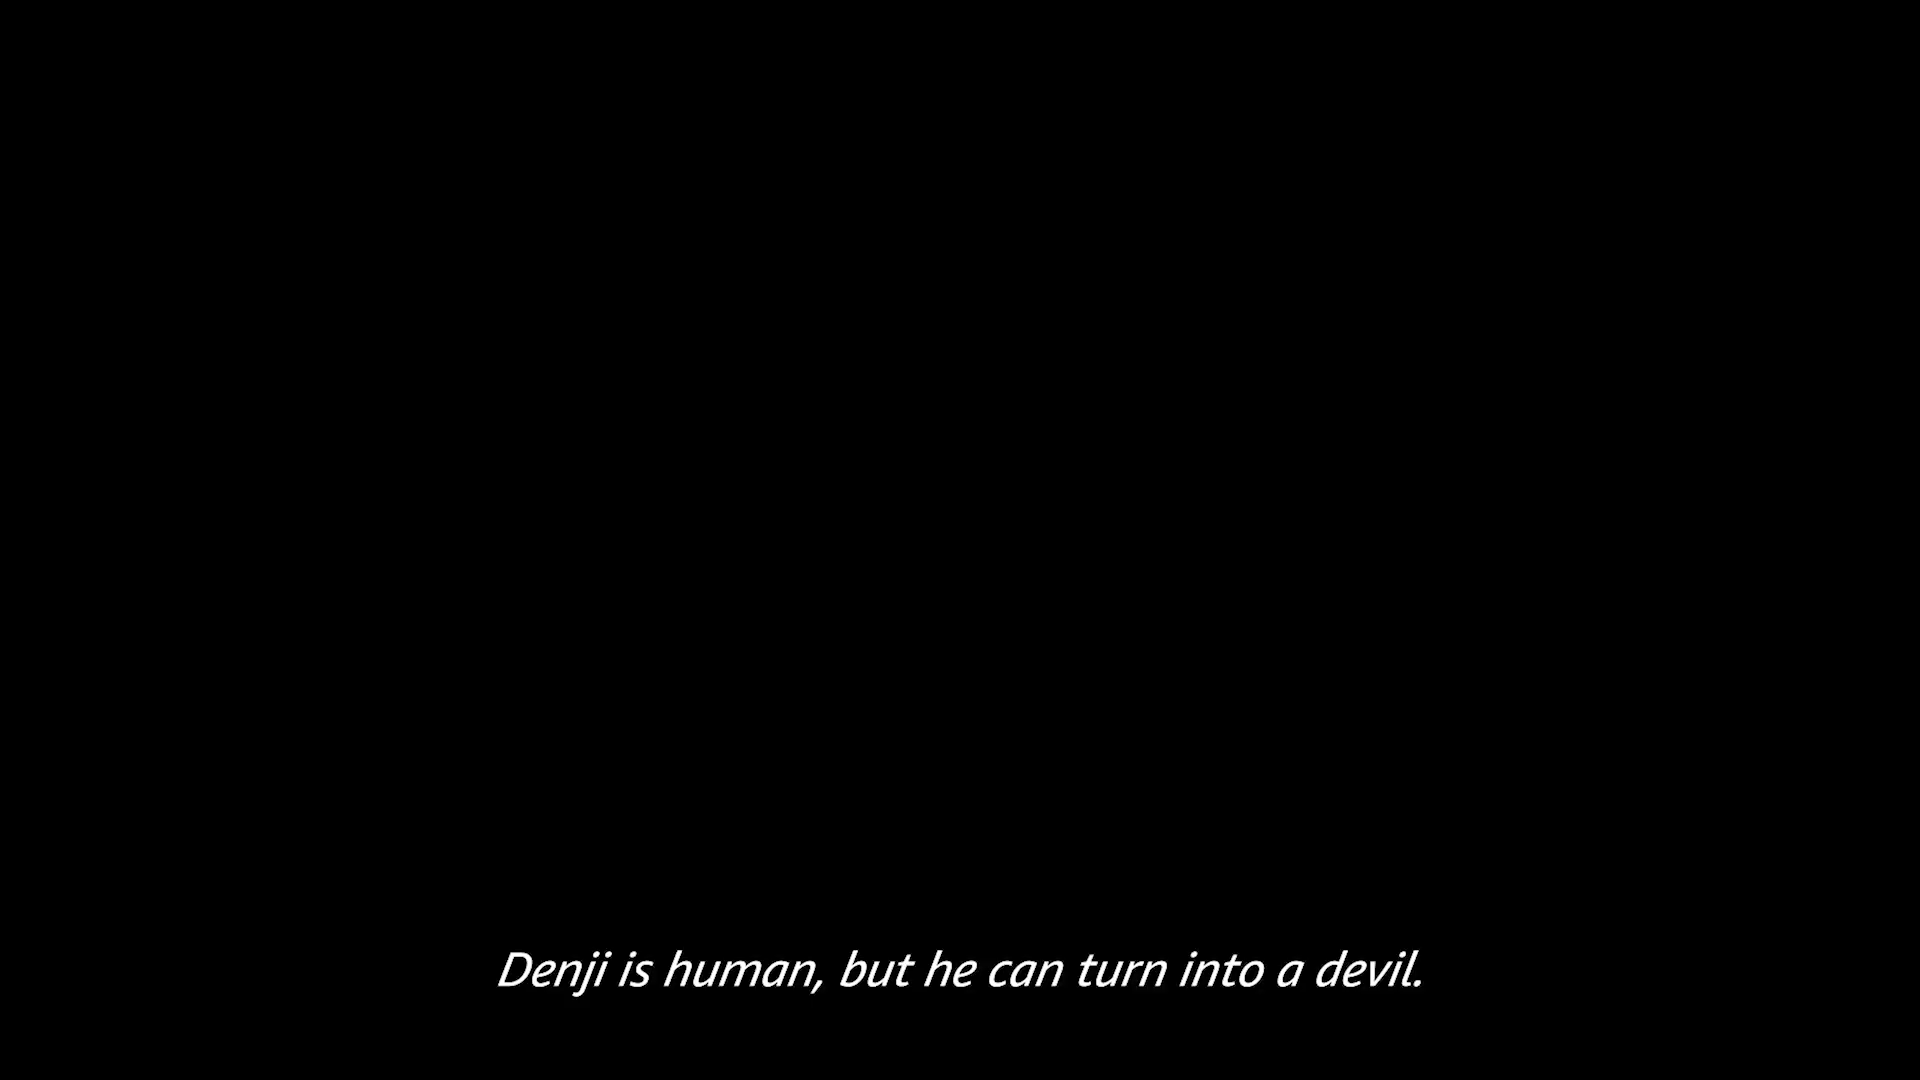 Denji is human, but he can turn into a devil.